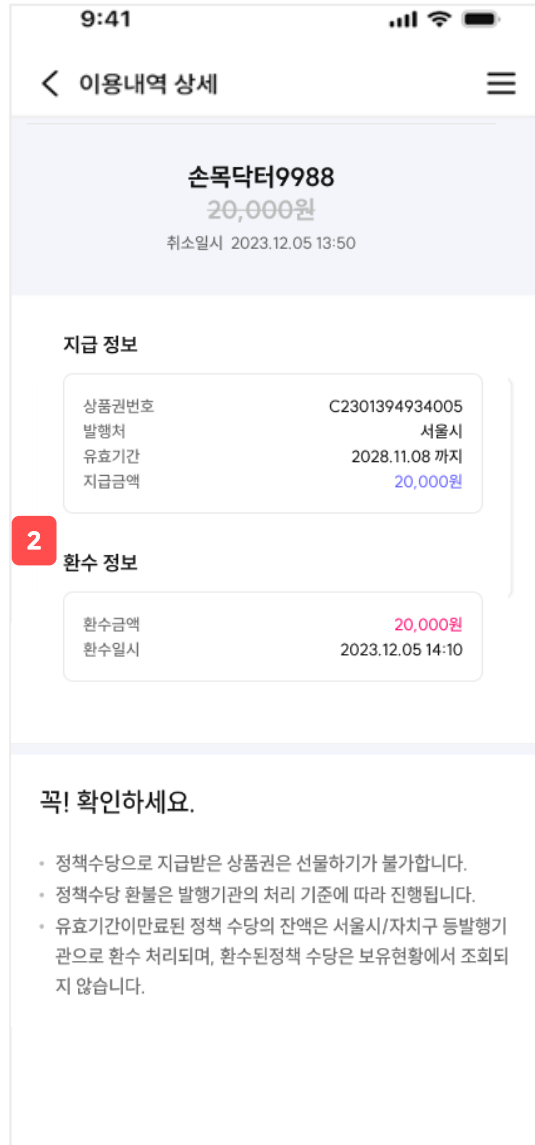 9:41
이용내역 상세
손목닥터9988
20,000원
취소일시 2023.12.05 13:50
지급 정보
상품권번호 C2301394934005
발행처 서울시
유효기간 2028.11.08 까지
지급금액 20,000원
2
환수 정보
환수금액 20,000원
환수일시 2023.12.05 14:10
꼭! 확인하세요.
• 정책수당으로 지급받은 상품권은 선물하기가 불가합니다.
• 정책수당 환불은 발행기관의 처리 기준에 따라 진행됩니다.
• 유효기간이만료된 정책 수당의 잔액은 서울시/자치구 등발행기
관으로 환수 처리되며, 환수된정책 수당은 보유현황에서 조회되
지 않습니다.